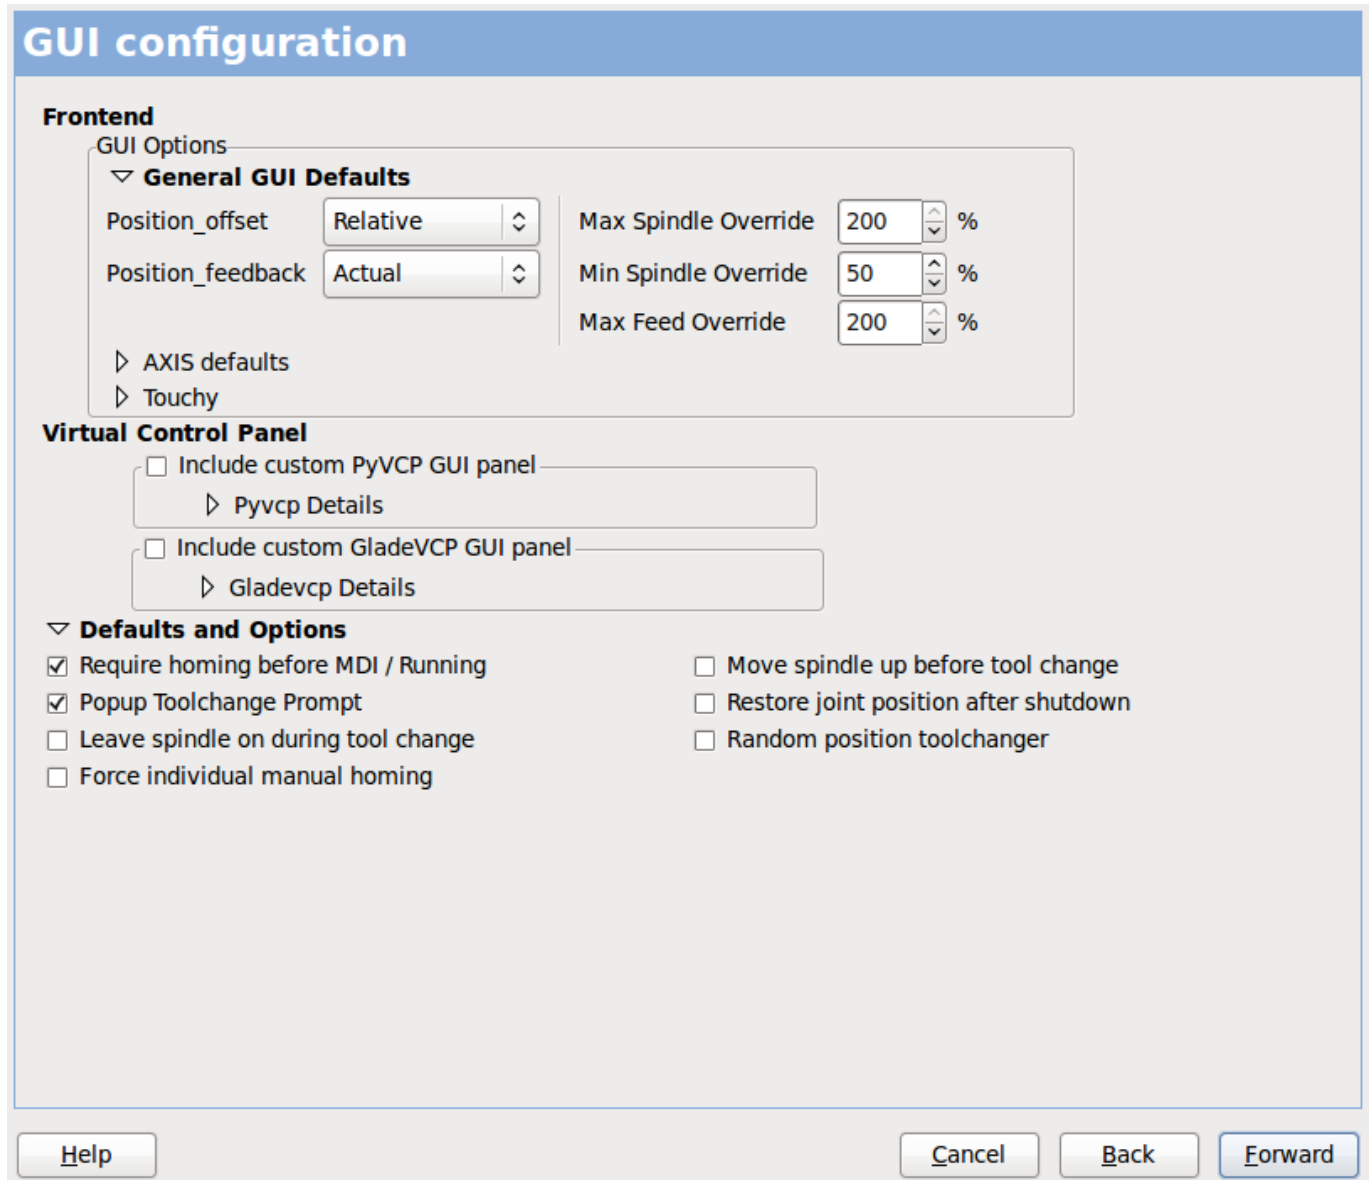 GUI configuration
Frontend
GUI Options
General GUI Defaults
Position_offset Relative Max Spindle Override 200 %
Position_feedback Actual Min Spindle Override 50 %
Max Feed Override 200 %
AXIS defaults
Touchy
Virtual Control Panel
Include custom PyVCP GUI panel
Pyvcp Details
Include custom GladeVCP GUI panel
Gladevcp Details
Defaults and Options
Require homing before MDI / Running Move spindle up before tool change
Popup Toolchange Prompt Restore joint position after shutdown
Leave spindle on during tool change Random position toolchanger
Force individual manual homing
Help Cancel Back Forward